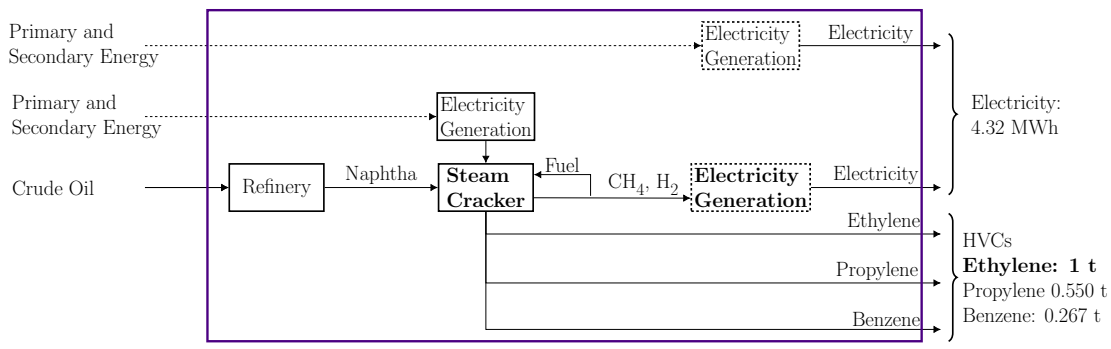 Primary and
Secondary Energy
Electricity
Generation
Electricity
Primary and
Secondary Energy
Electricity
Generation
Electricity:
4.32 MWh
Crude Oil
Refinery
Naphtha
Steam
Cracker
Fuel
CH4, H2
Electricity
Generation
Electricity
Ethylene
Propylene
Benzene
HVCs
Ethylene: 1 t
Propylene 0.550 t
Benzene: 0.267 t